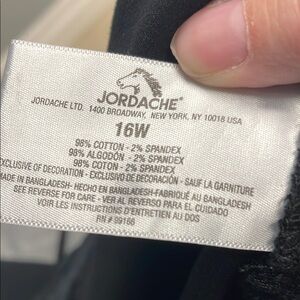 JORDACHE®
JORDACHE LTD. 1400 BROADWAY, NEW YORK, NY 10018 USA
16W
98% COTTON - 2% SPANDEX
98% ALGODÓN - 2% SPANDEX
98% COTON - 2% SPANDEX
EXCLUSIVE OF DECORATION - EXCLUSIVO DE DECORACIÓN - SAUF LA GARNITURE
MADE IN BANGLADESH- HECHO EN BANGLADESH-FABRIQUÉ AU BANGLADESH
SEE REVERSE FOR CARE - VER AL REVERSO PARA EL CUIDADO
VOIR LES INSTRUCTIONS D'ENTRETIEN AU DOS
RN #